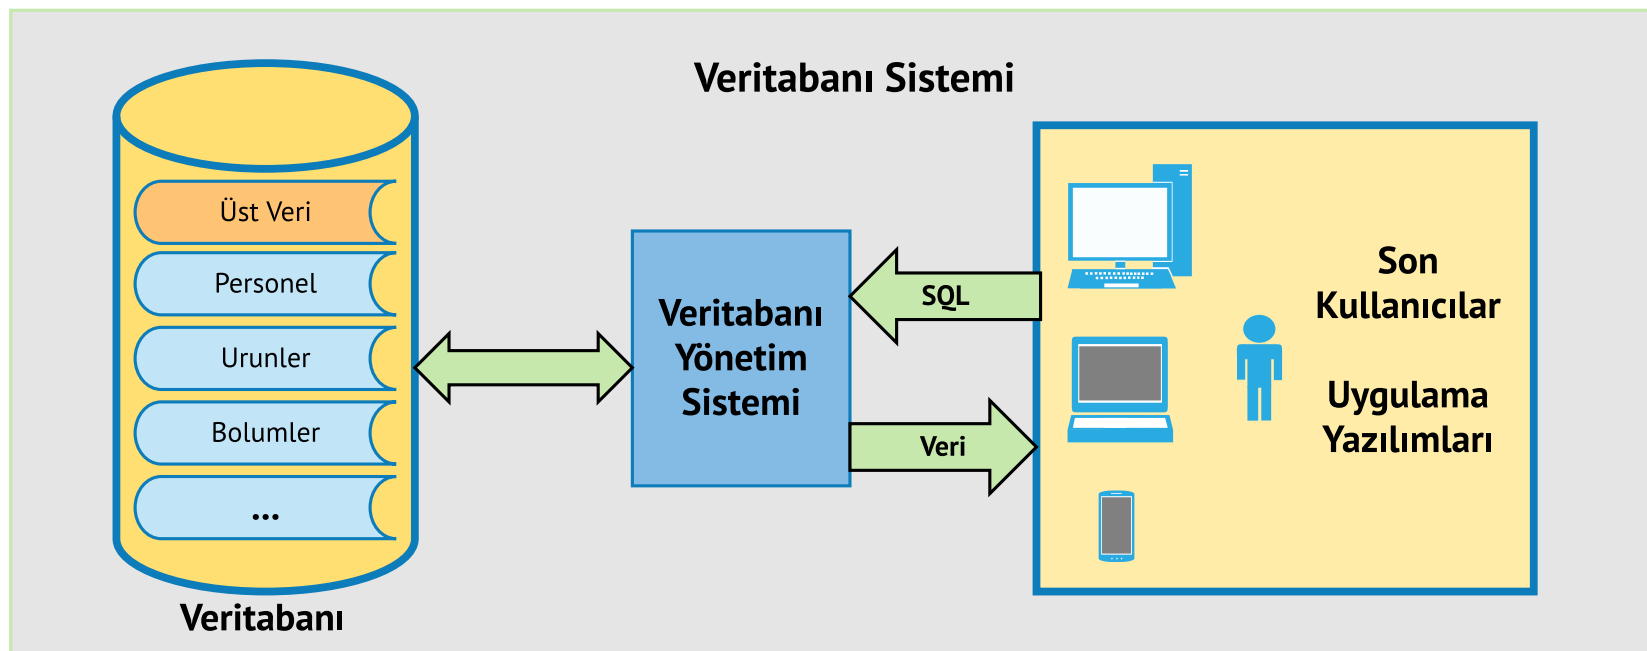 Veritabanı Sistemi
Üst Veri
Personel
Urunler
Bolumler
...
Veritabanı
Veritabanı
Yönetim
Sistemi
SQL
Veri
Son
Kullanıcılar
Uygulama
Yazılımları